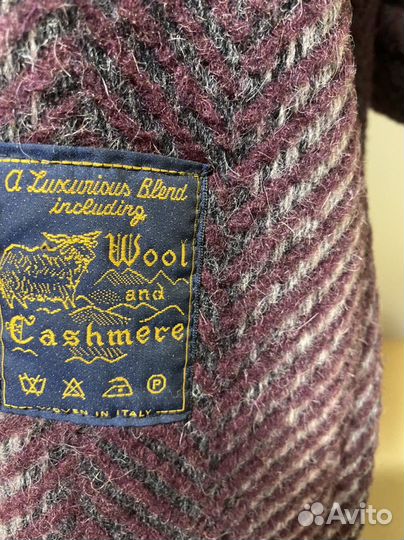 a Luxurious Blend
including
Wool
and
Cashmere
P
WOVEN IN ITALY
Avito